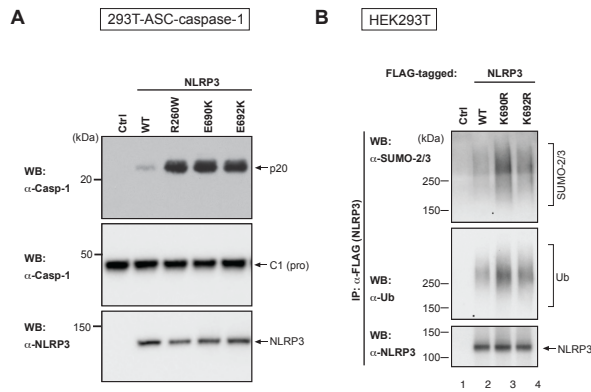 A
293T-ASC-caspase-1
NLRP3
Ctrl
WT
R260W
E690K
E692K
(kDa)
WB:
α-Casp-1
20
p20
WB:
α-Casp-1
50
C1 (pro)
WB:
α-NLRP3
150
NLRP3
B
HEK293T
FLAG-tagged:
NLRP3
Ctrl
WT
K690R
K692R
IP: α-FLAG (NLRP3)
(kDa)
WB:
α-SUMO-2/3
250
150
SUMO-2/3
WB:
α-Ub
250
150
Ub
WB:
α-NLRP3
150
100
NLRP3
1 2 3 4